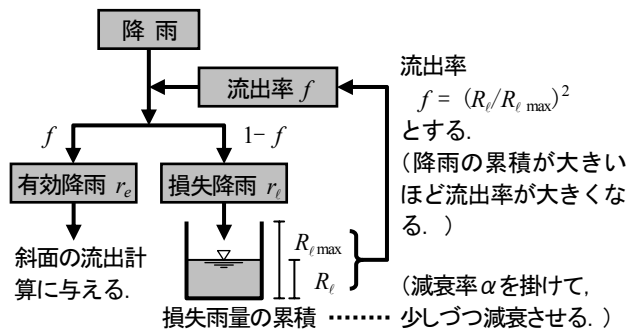 降 雨
流出率 f
f
1− f
有効降雨 re
損失降雨 rℓ
斜面の流出計
算に与える.
Rℓ max
Rℓ
損失雨量の累積 ………
流出率
f = (Rℓ/Rℓ max)2
とする.
(降雨の累積が大きい
ほど流出率が大きくな
る. )
(減衰率αを掛けて,
少しづつ減衰させる. )